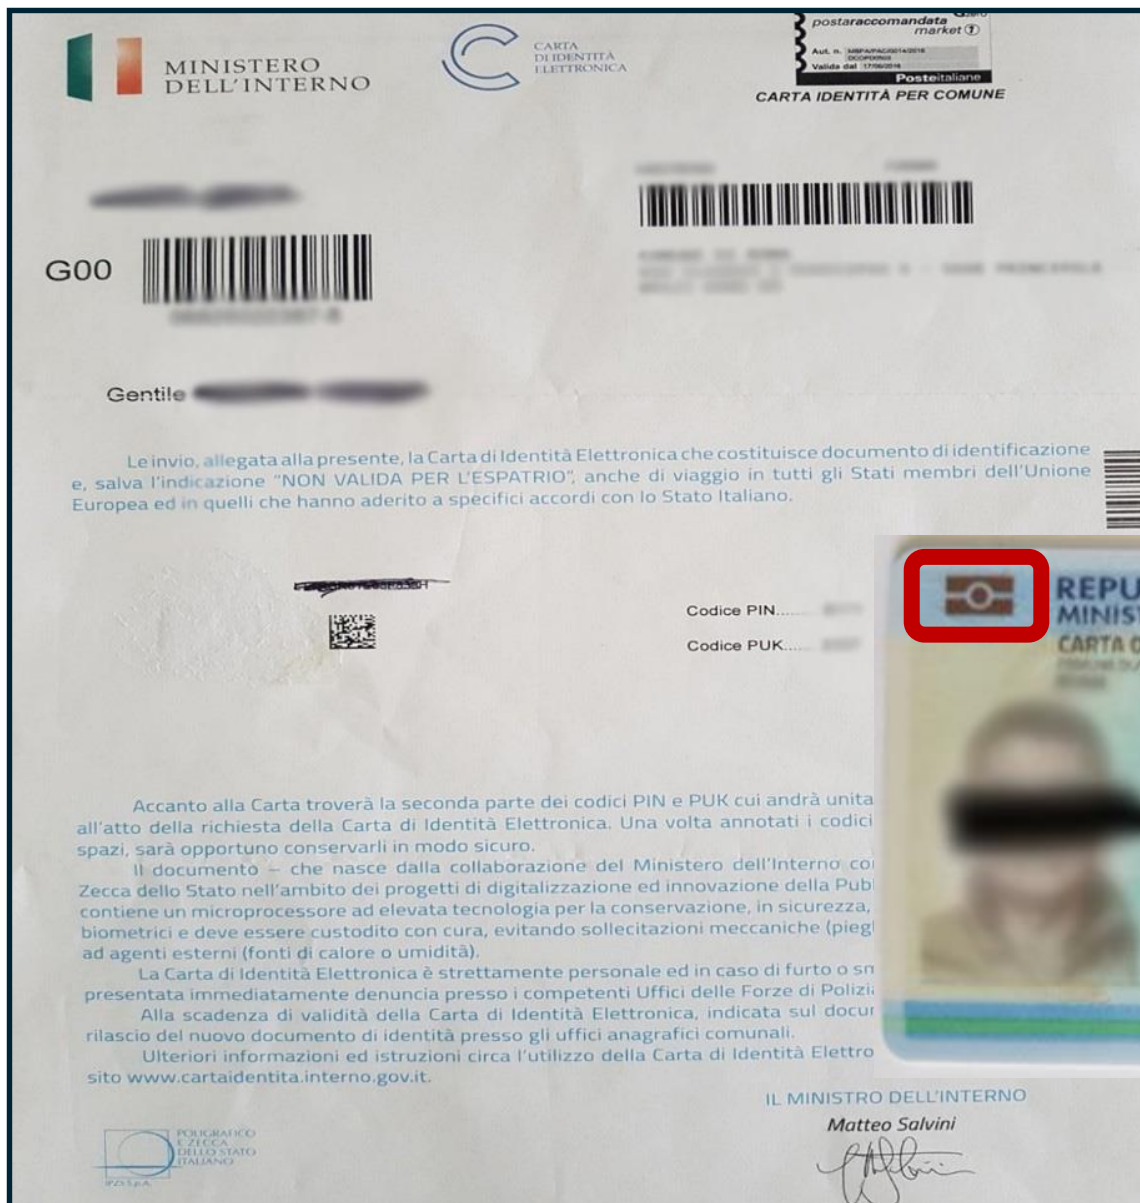 MINISTERO
DELL'INTERNO
CARTA
DI IDENTITÀ
ELETTRONICA
postaraccomandata
market
Aut. n.
Valida dal 17/06/2016
Posteitaliane
CARTA IDENTITÀ PER COMUNE
G00
Gentile
Le invio, allegata alla presente, la Carta di Identità Elettronica che costituisce documento di identificazione
e, salva l'indicazione "NON VALIDA PER L'ESPATRIO", anche di viaggio in tutti gli Stati membri dell'Unione
Europea ed in quelli che hanno aderito a specifici accordi con lo Stato Italiano.
Codice PIN.....
Codice PUK.....
REPU
MINIS
CARTA
Accanto alla Carta troverà la seconda parte dei codici PIN e PUK cui andrà unita
all'atto della richiesta della Carta di Identità Elettronica. Una volta annotati i codici
spazi, sarà opportuno conservarli in modo sicuro.
Il documento – che nasce dalla collaborazione del Ministero dell'Interno co
Zecca dello Stato nell'ambito dei progetti di digitalizzazione ed innovazione della Pub
contiene un microprocessore ad elevata tecnologia per la conservazione, in sicurezza,
biometrici e deve essere custodito con cura, evitando sollecitazioni meccaniche (piegh
ad agenti esterni (fonti di calore o umidità).
La Carta di Identità Elettronica è strettamente personale ed in caso di furto o sm
presentata immediatamente denuncia presso i competenti Uffici delle Forze di Polizia
Alla scadenza di validità della Carta di Identità Elettronica, indicata sul docu
rilascio del nuovo documento di identità presso gli uffici anagrafici comunali.
Ulteriori informazioni ed istruzioni circa l'utilizzo della Carta di Identità Elettro
sito www.cartaidentita.interno.gov.it.
IL MINISTRO DELL'INTERNO
Matteo Salvini
POLIGRAFICO
E ZECCA
DELLO STATO
ITALIANO
IPZS S.p.A.